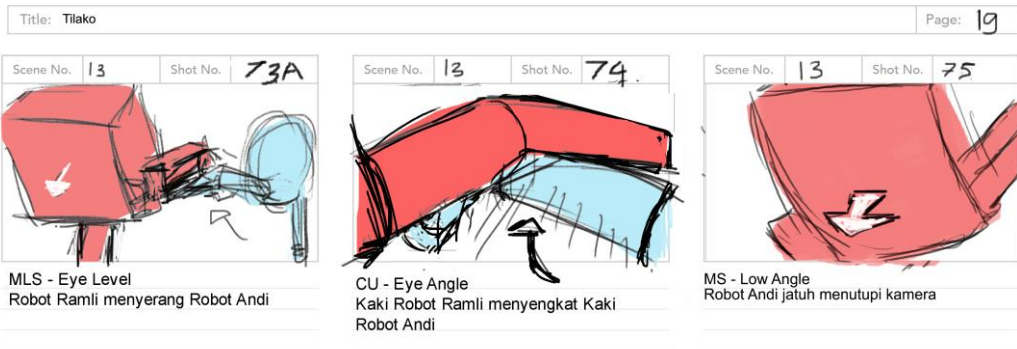 Title: Tilako Page: 19
Scene No. 13 Shot No. 73A
Scene No. 13 Shot No. 74.
Scene No. 13 Shot No. 75
MLS - Eye Level
Robot Ramli menyerang Robot Andi
CU - Eye Angle
Kaki Robot Ramli menyengkat Kaki
Robot Andi
MS - Low Angle
Robot Andi jatuh menutupi kamera